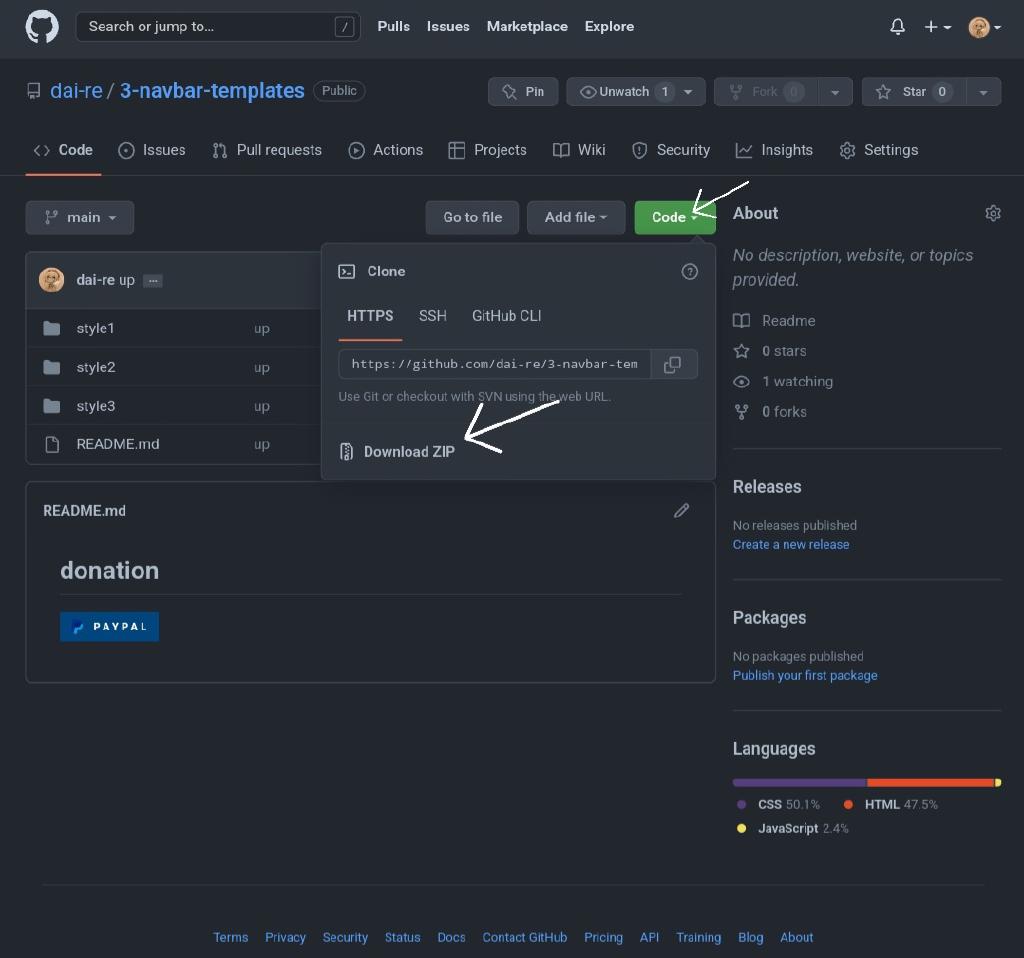 Search or jump to... /
Pulls Issues Marketplace Explore
dai-re / 3-navbar-templates Public
Pin Unwatch 1 Fork 0 Star 0
Code Issues Pull requests Actions Projects Wiki Security Insights Settings
main Go to file Add file Code
dai-re up ...
style1 up
style2 up
style3 up
README.md up
Clone
HTTPS SSH GitHub CLI
https://github.com/dai-re/3-navbar-tem
Use Git or checkout with SVN using the web URL.
Download ZIP
README.md
donation
PAYPAL
About
No description, website, or topics
provided.
Readme
0 stars
1 watching
0 forks
Releases
No releases published
Create a new release
Packages
No packages published
Publish your first package
Languages
CSS 50.1% HTML 47.5%
JavaScript 2.4%
Terms Privacy Security Status Docs Contact GitHub Pricing API Training Blog About